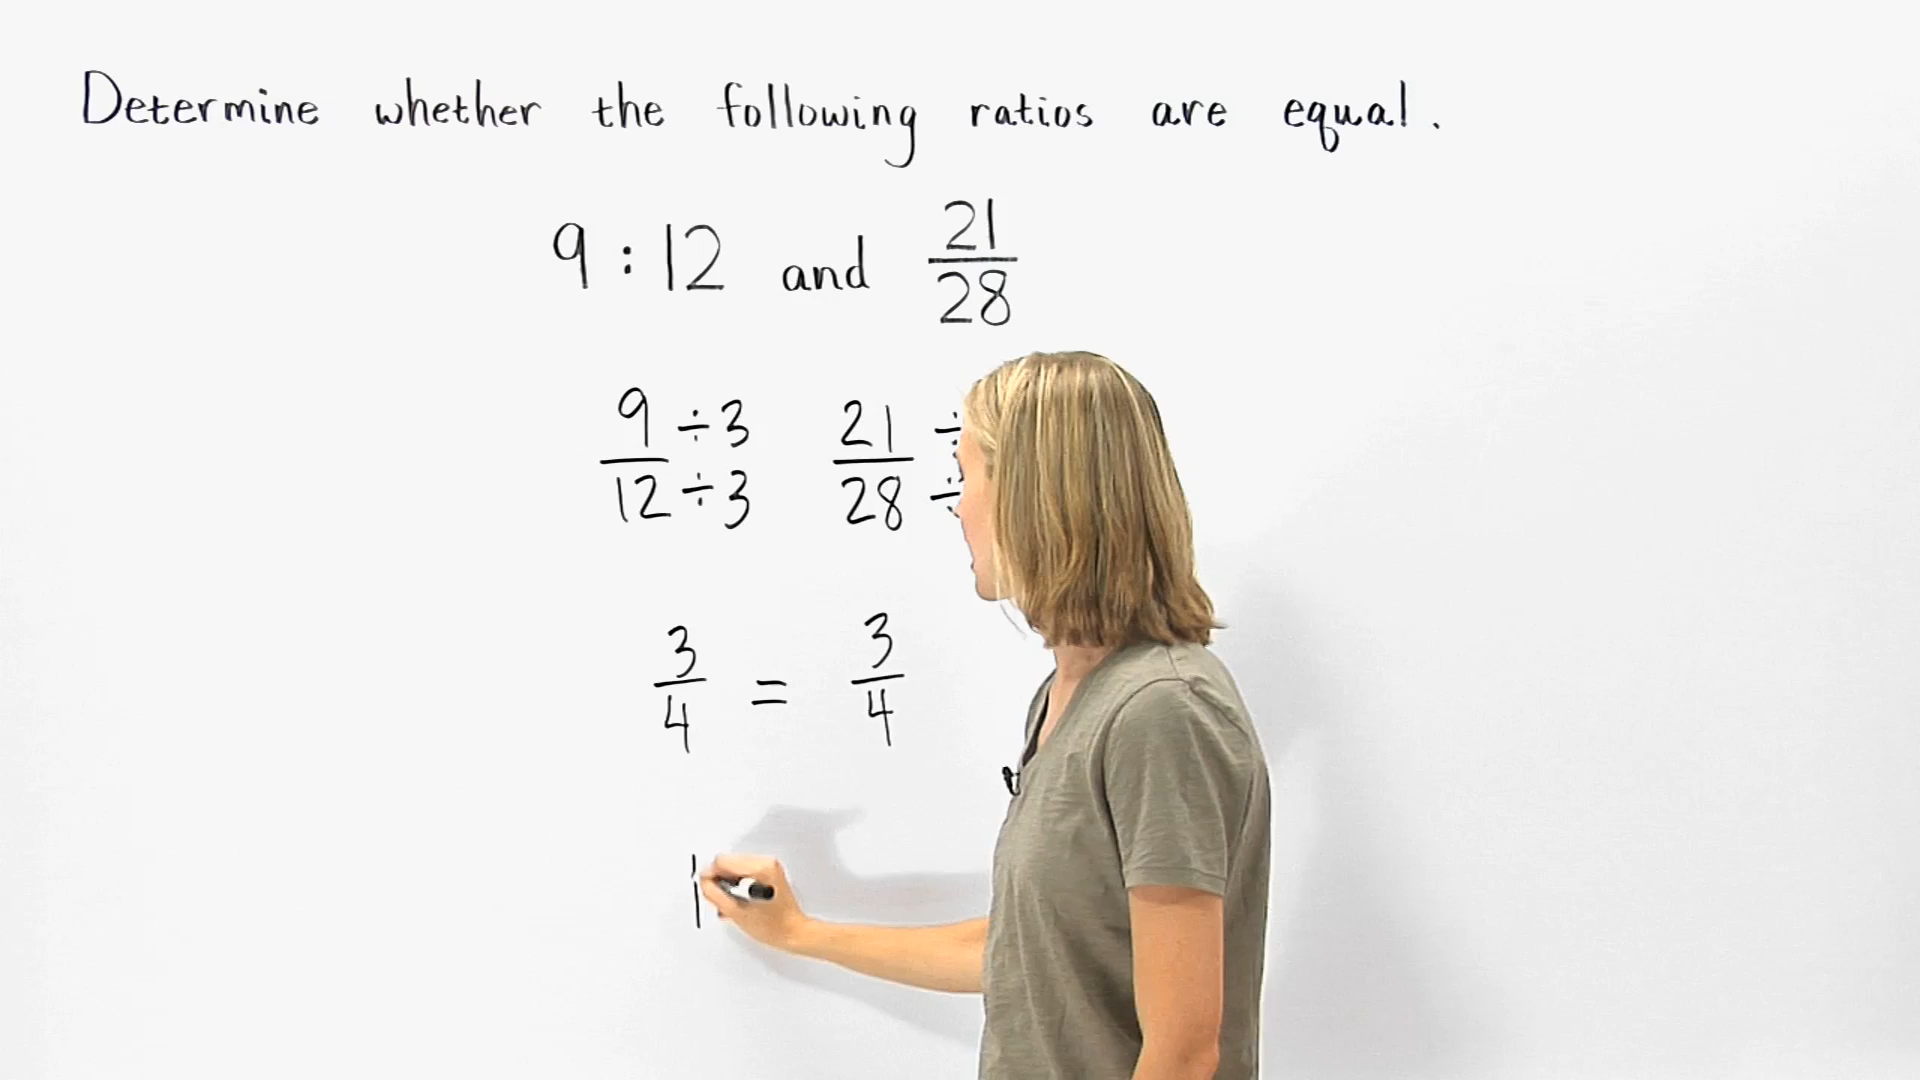 Determine whether the following ratios are equal.
9 : 12 and 21/28
9 ÷3 21 ÷
12 ÷3 28 ÷
3/4 = 3/4